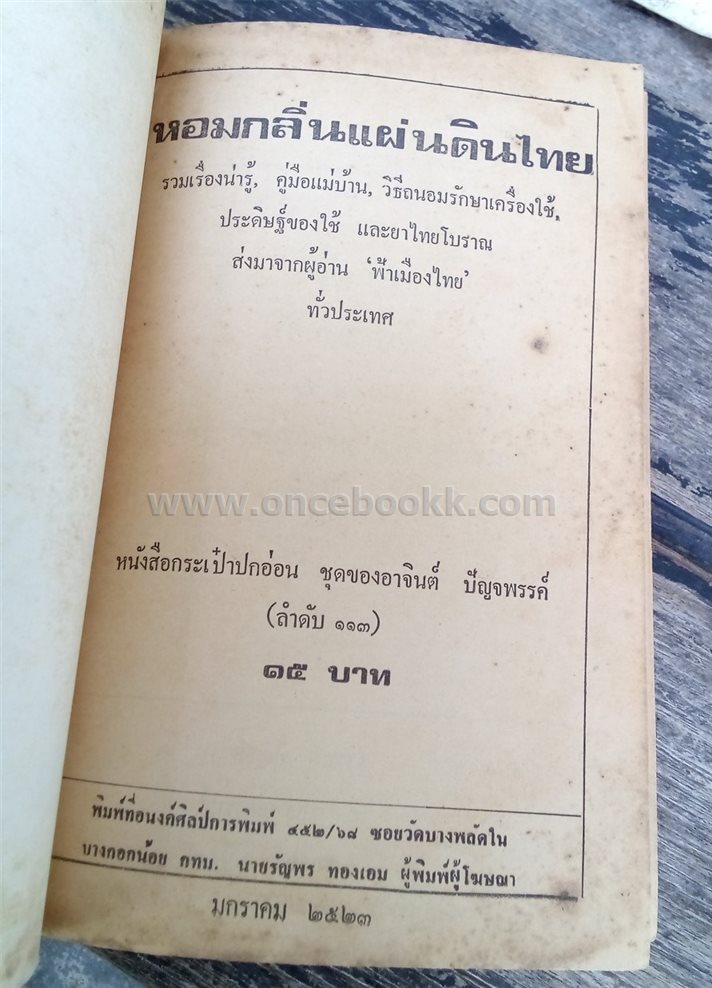 หอมกลิ่นแผ่นดินไทย
รวมเรื่องน่ารู้, คู่มือแม่บ้าน, วิธีถนอมรักษาเครื่องใช้,
ประดิษฐ์ของใช้ และยาไทยโบราณ
ส่งมาจากผู้อ่าน ‘ฟ้าเมืองไทย’
ทั่วประเทศ
www.oncebookk.com
หนังสือกระเป๋าปกอ่อน ชุดของอาจินต์ ปัญจพรรค์
(ลำดับ ๑๑๓)
๑๕ บาท
พิมพ์ที่อนงค์ศิลป์การพิมพ์ ๔๕๒/๖๘ ซอยวัดบางพลัดใน
บางกอกน้อย กทม. นายรัญพร ทองเอม ผู้พิมพ์ผู้โฆษณา
มกราคม ๒๕๒๓